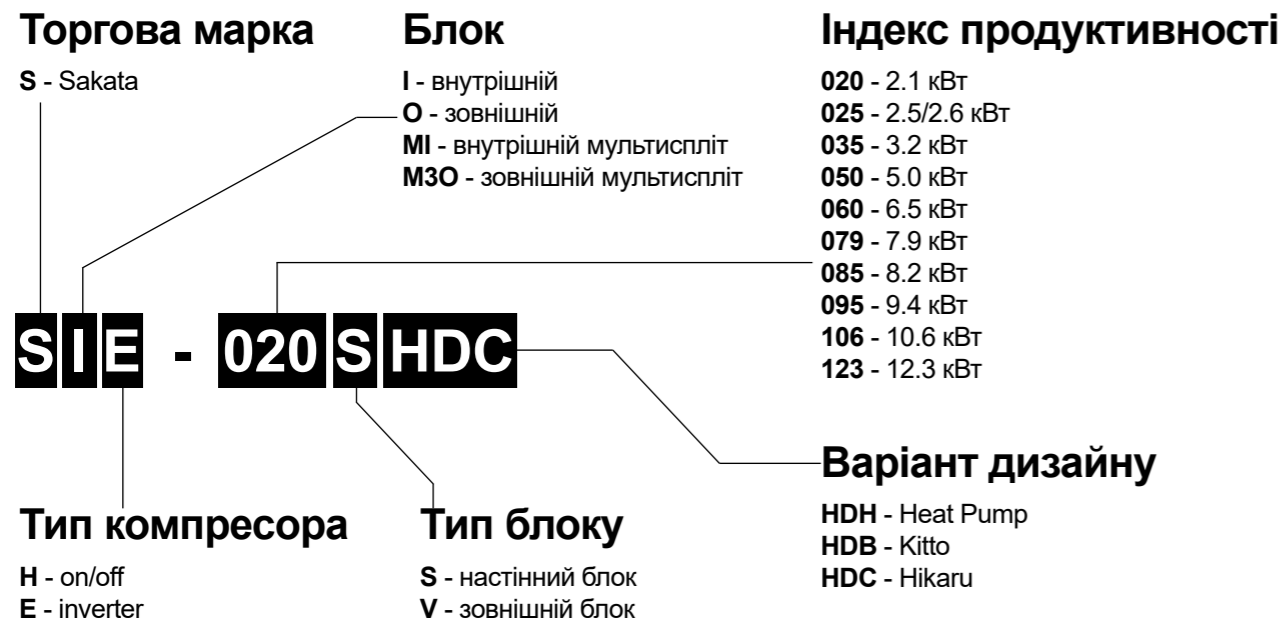 Торгова марка
S - Sakata
Блок
I - внутрішній
O - зовнішній
MI - внутрішній мультиспліт
M3O - зовнішній мультиспліт
Індекс продуктивності
020 - 2.1 кВт
025 - 2.5/2.6 кВт
035 - 3.2 кВт
050 - 5.0 кВт
060 - 6.5 кВт
079 - 7.9 кВт
085 - 8.2 кВт
095 - 9.4 кВт
106 - 10.6 кВт
123 - 12.3 кВт
SIE - 020 S HDC
Тип компресора
H - on/off
E - inverter
Тип блоку
S - настінний блок
V - зовнішній блок
Варіант дизайну
HDH - Heat Pump
HDB - Kitto
HDC - Hikaru